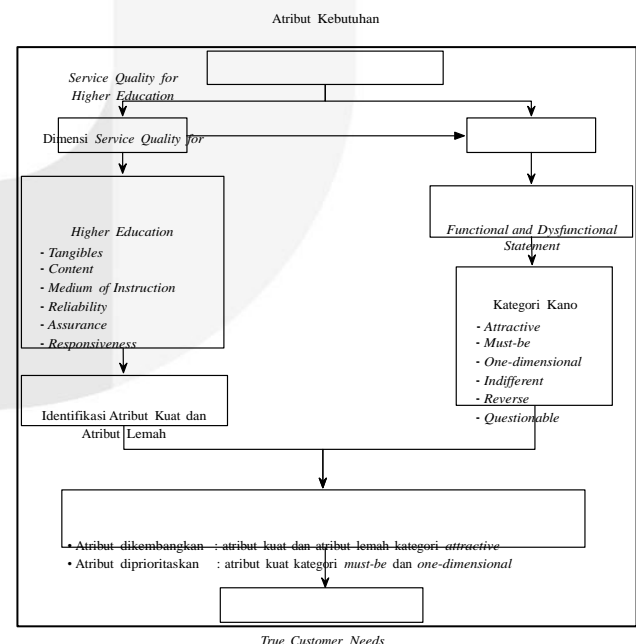 Atribut Kebutuhan
Service Quality for
Higher Education
Dimensi Service Quality for
Higher Education
- Tangibles
- Content
- Medium of Instruction
- Reliability
- Assurance
- Responsiveness
Functional and Dysfunctional
Statement
Kategori Kano
- Attractive
- Must-be
- One-dimensional
- Indifferent
- Reverse
- Questionable
Identifikasi Atribut Kuat dan
Atribut Lemah
• Atribut dikembangkan : atribut kuat dan atribut lemah kategori attractive
• Atribut diprioritaskan : atribut kuat kategori must-be dan one-dimensional
True Customer Needs